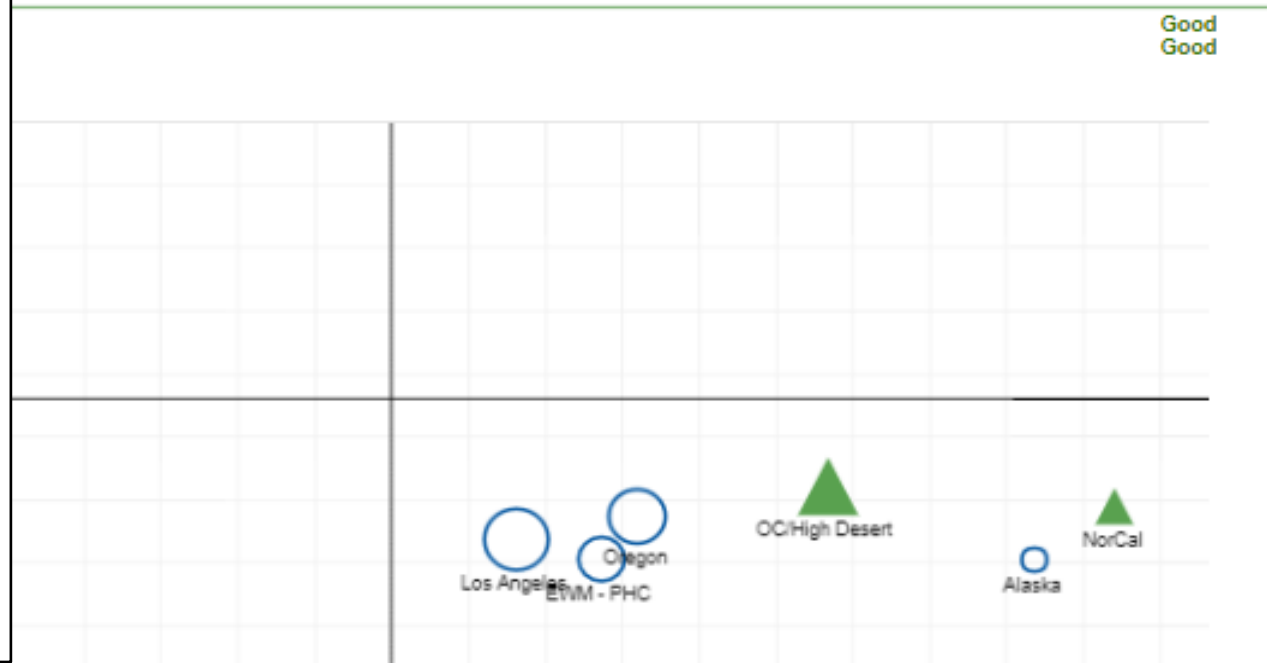 Good
Good
OC/High Desert
NorCal
Oregon
Los Angeles
EWM - PHC
Alaska